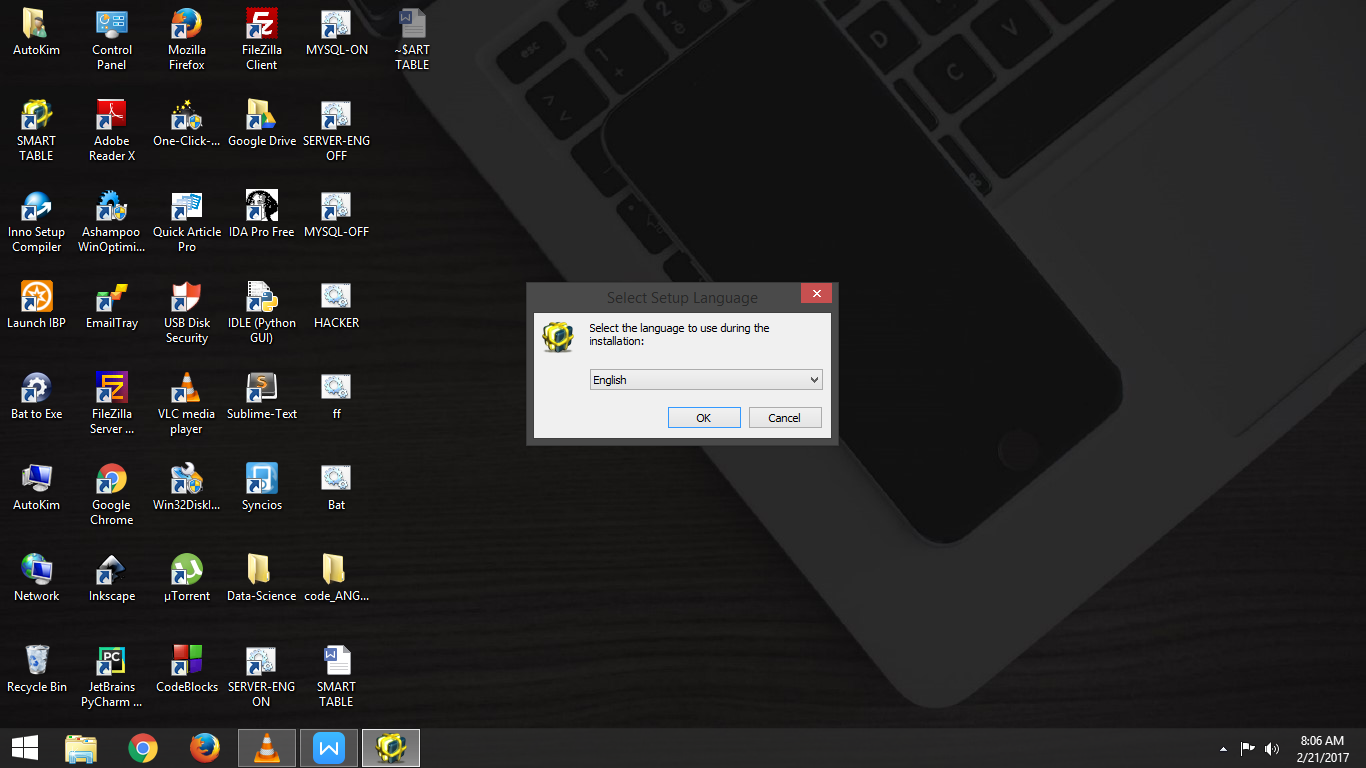 AutoKim
Control
Panel
Mozilla
Firefox
FileZilla
Client
MYSQL-ON
~$ART
TABLE
SMART
TABLE
Adobe
Reader X
One-Click-...
Google Drive
SERVER-ENG
OFF
Inno Setup
Compiler
Ashampoo
WinOptimi...
Quick Article
Pro
IDA Pro Free
MYSQL-OFF
Launch IBP
EmailTray
USB Disk
Security
IDLE (Python
GUI)
HACKER
Bat to Exe
FileZilla
Server ...
VLC media
player
Sublime-Text
ff
AutoKim
Google
Chrome
Win32DiskI...
Syncios
Bat
Network
Inkscape
µTorrent
Data-Science
code_ANG...
Recycle Bin
JetBrains
PyCharm ...
CodeBlocks
SERVER-ENG
ON
SMART
TABLE
Select Setup Language
Select the language to use during the
installation:
English
OK
Cancel
esc
D
C
V
8:06 AM
2/21/2017